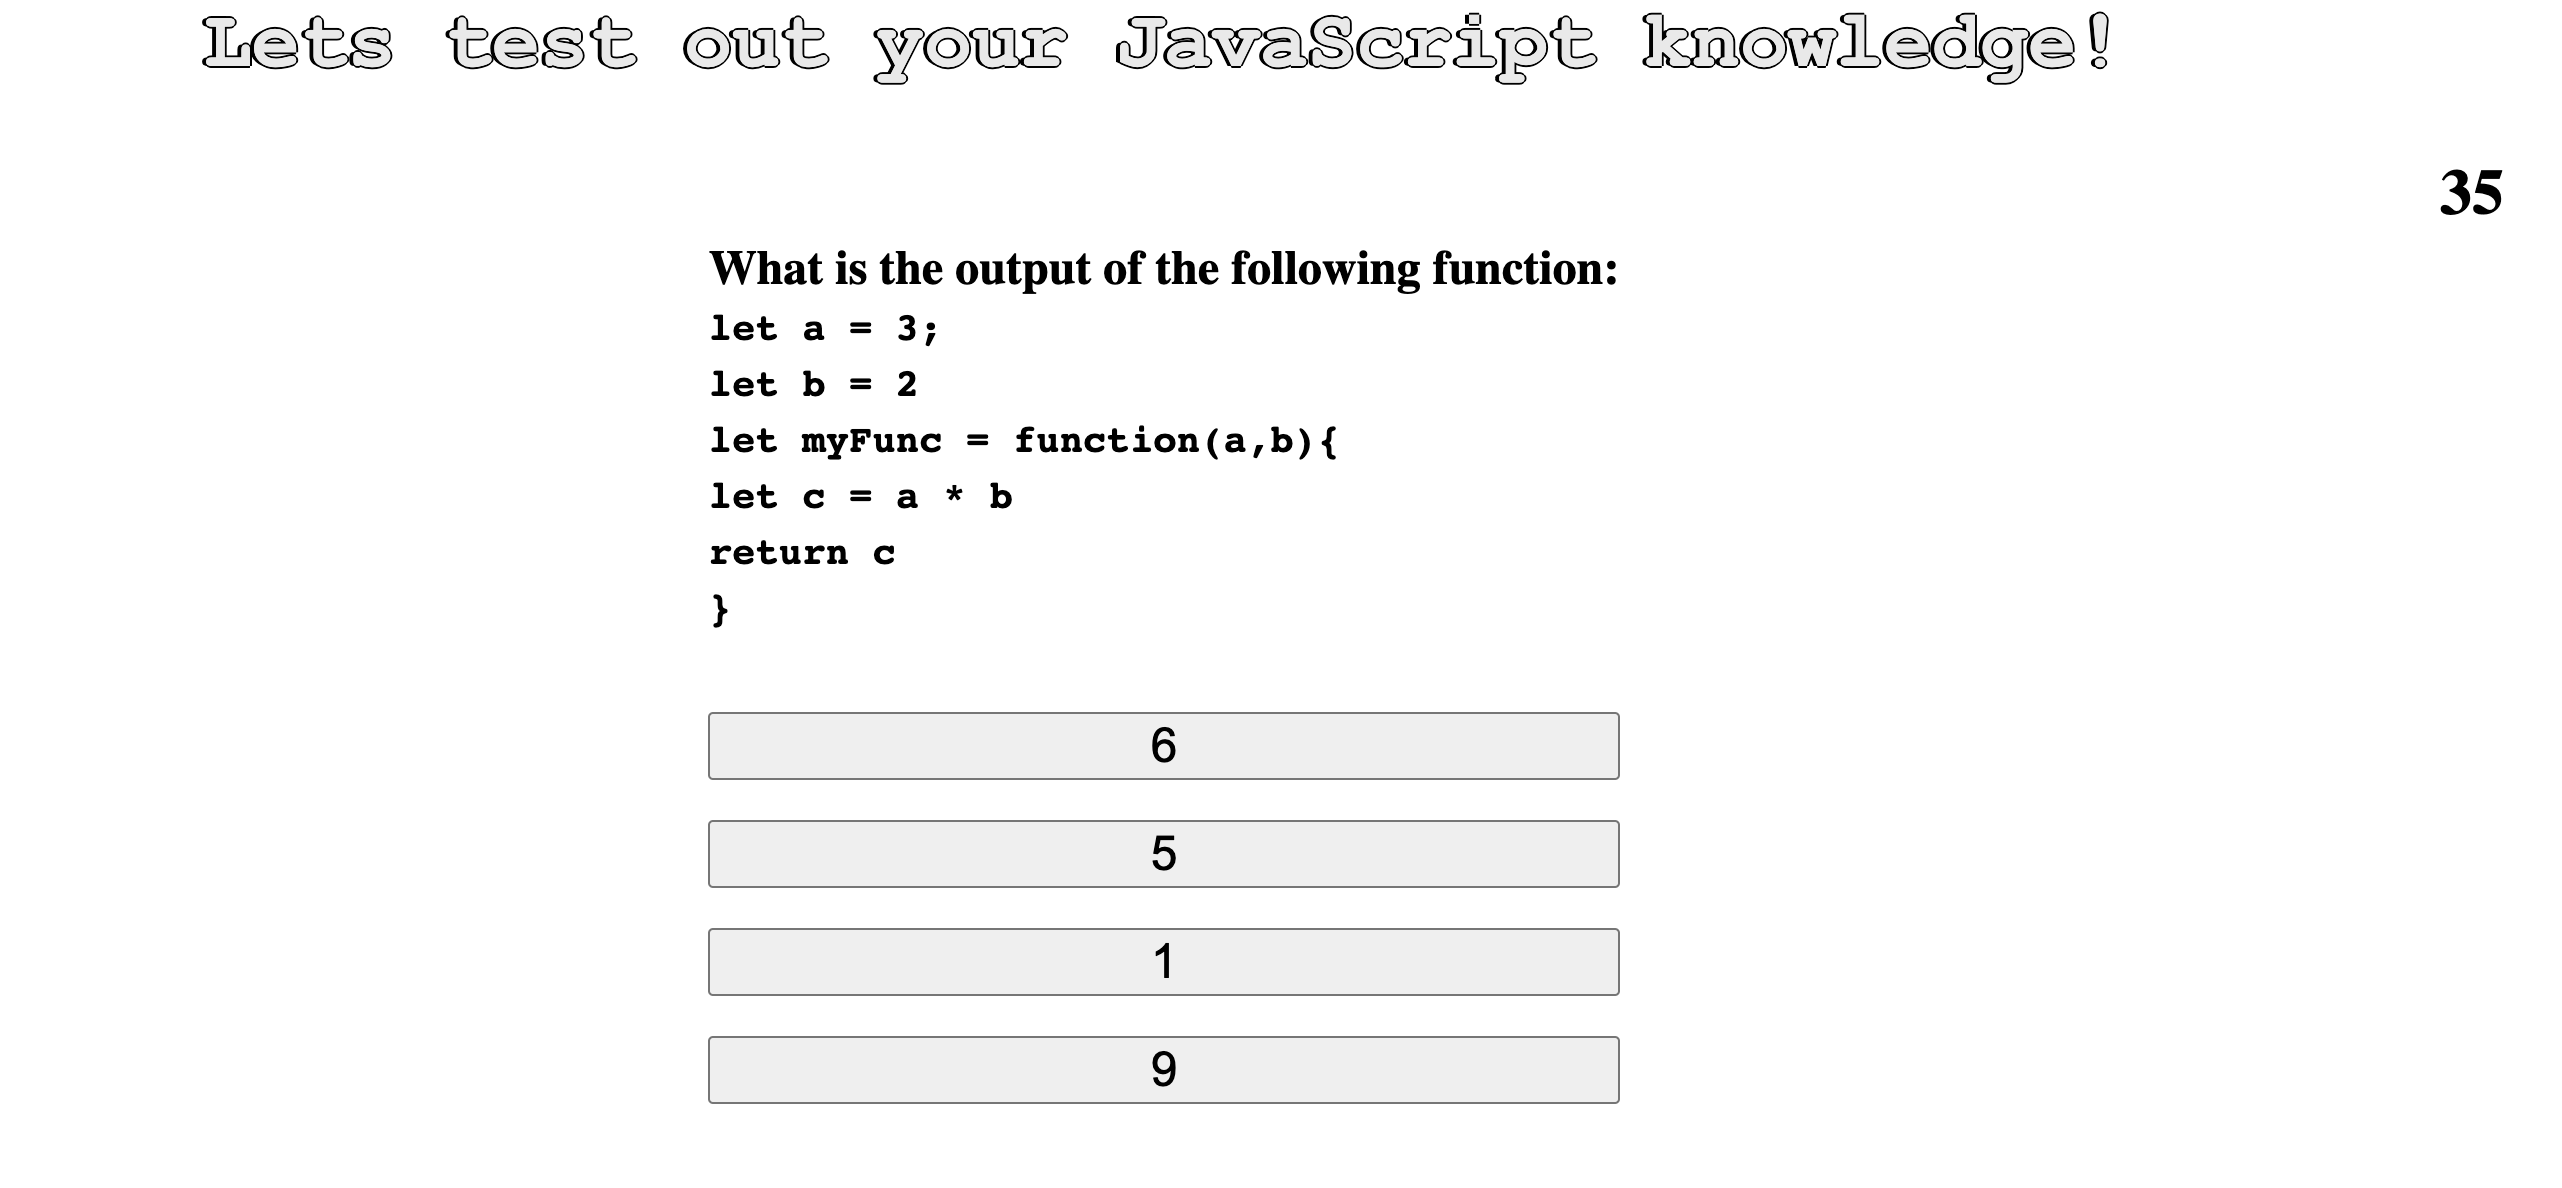 Lets test out your JavaScript knowledge!
35
What is the output of the following function:
let a = 3;
let b = 2
let myFunc = function(a,b){
let c = a * b
return c
}
6
5
1
9